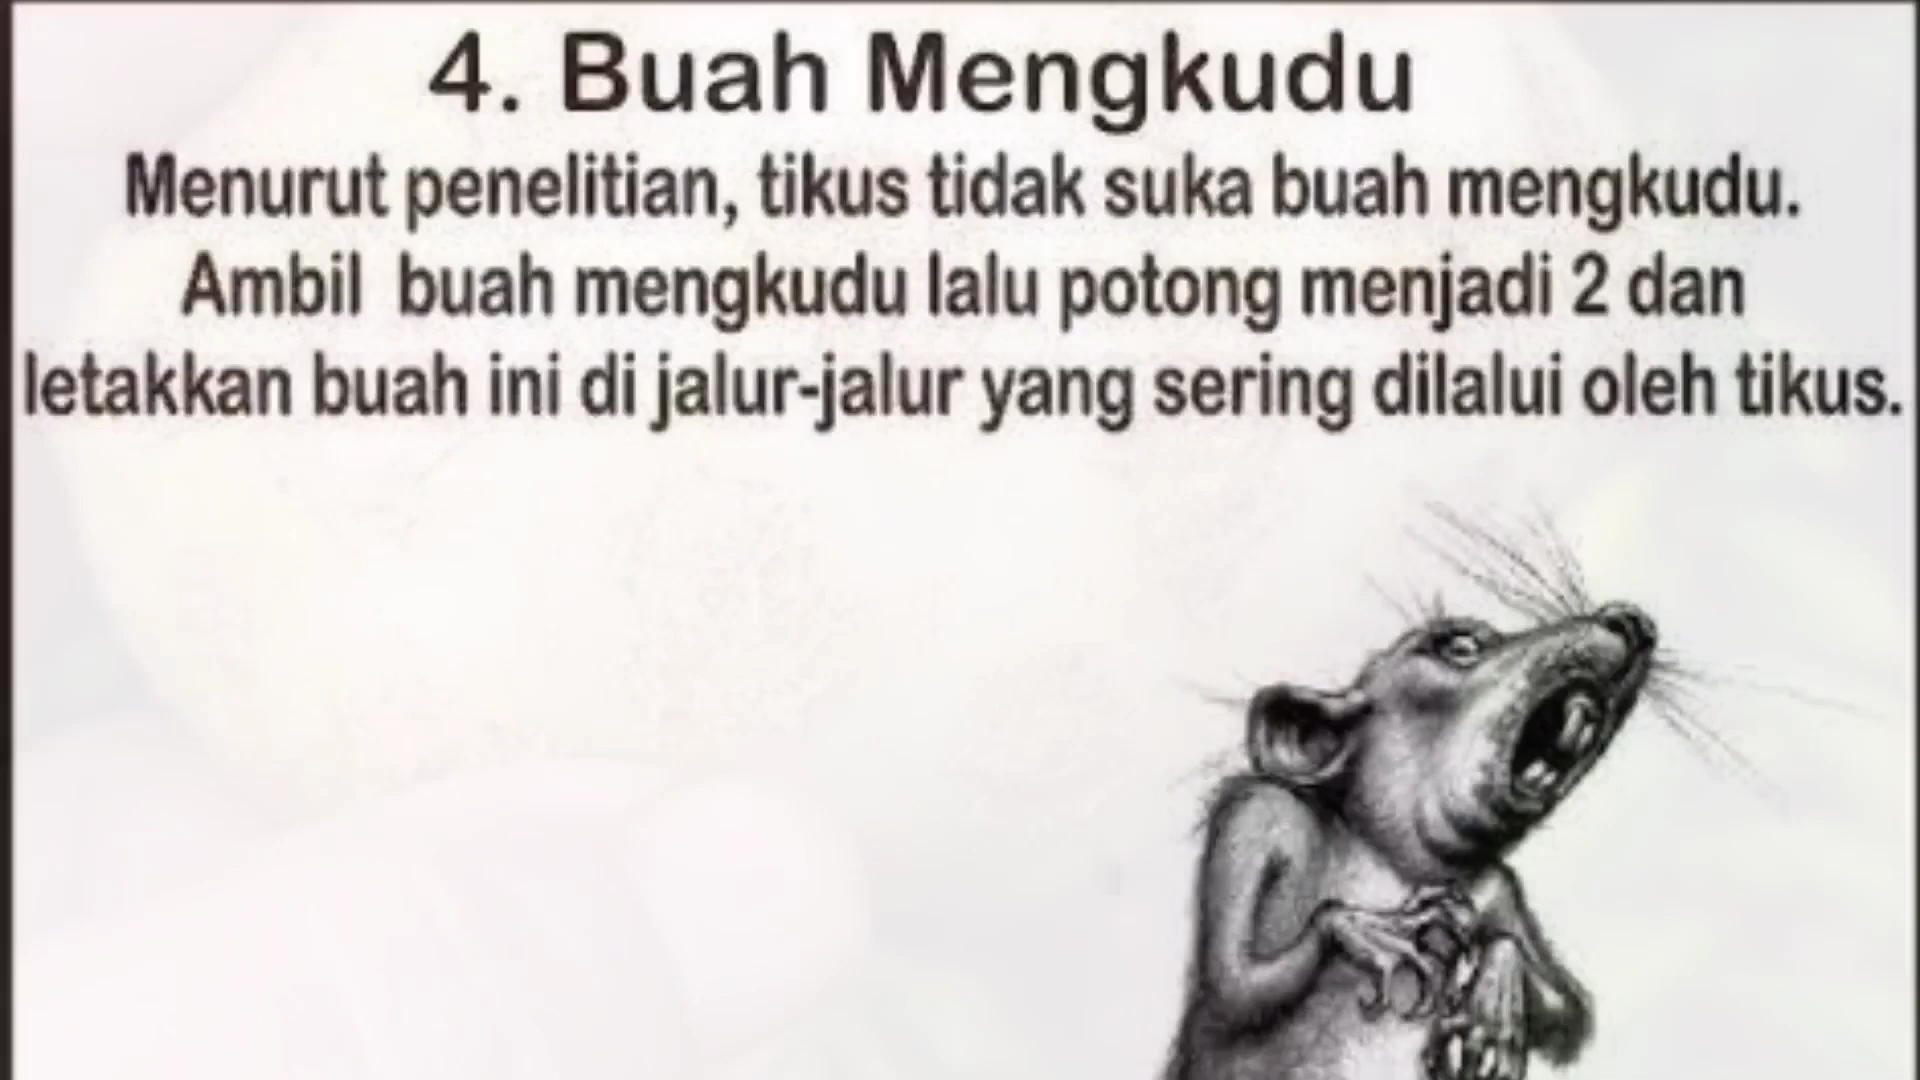 4. Buah Mengkudu
Menurut penelitian, tikus tidak suka buah mengkudu.
Ambil buah mengkudu lalu potong menjadi 2 dan
letakkan buah ini di jalur-jalur yang sering dilalui oleh tikus.